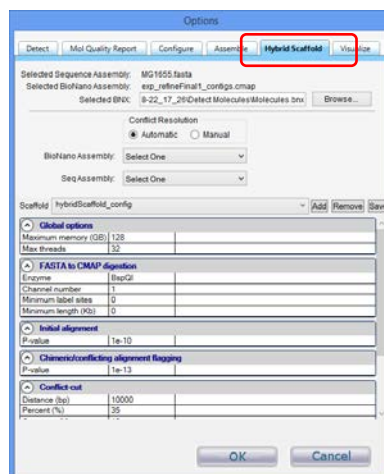 Options
Detect Mol Quality Report Configure Assemble Hybrid Scaffold Visualize
Selected Sequence Assembly: MG1655.fasta
Selected BioNano Assembly: exp_refineFinal1_contigs.cmap
Selected BNX: 8-22_17_26\Detect Molecules\Molecules.bnx Browse...
Conflict Resolution
Automatic Manual
BioNano Assembly: Select One
Seq Assembly: Select One
Scaffold hybridScaffold_config Add Remove Save
Global options
Maximum memory (GB) 128
Max threads 32
FASTA to CMAP digestion
Enzyme BspQI
Channel number 1
Minimum label sites 0
Minimum length (Kb) 0
Initial alignment
P-value 1e-10
Chimeric/conflicting alignment flagging
P-value 1e-13
Conflict-cut
Distance (bp) 10000
Percent (%) 35
OK Cancel